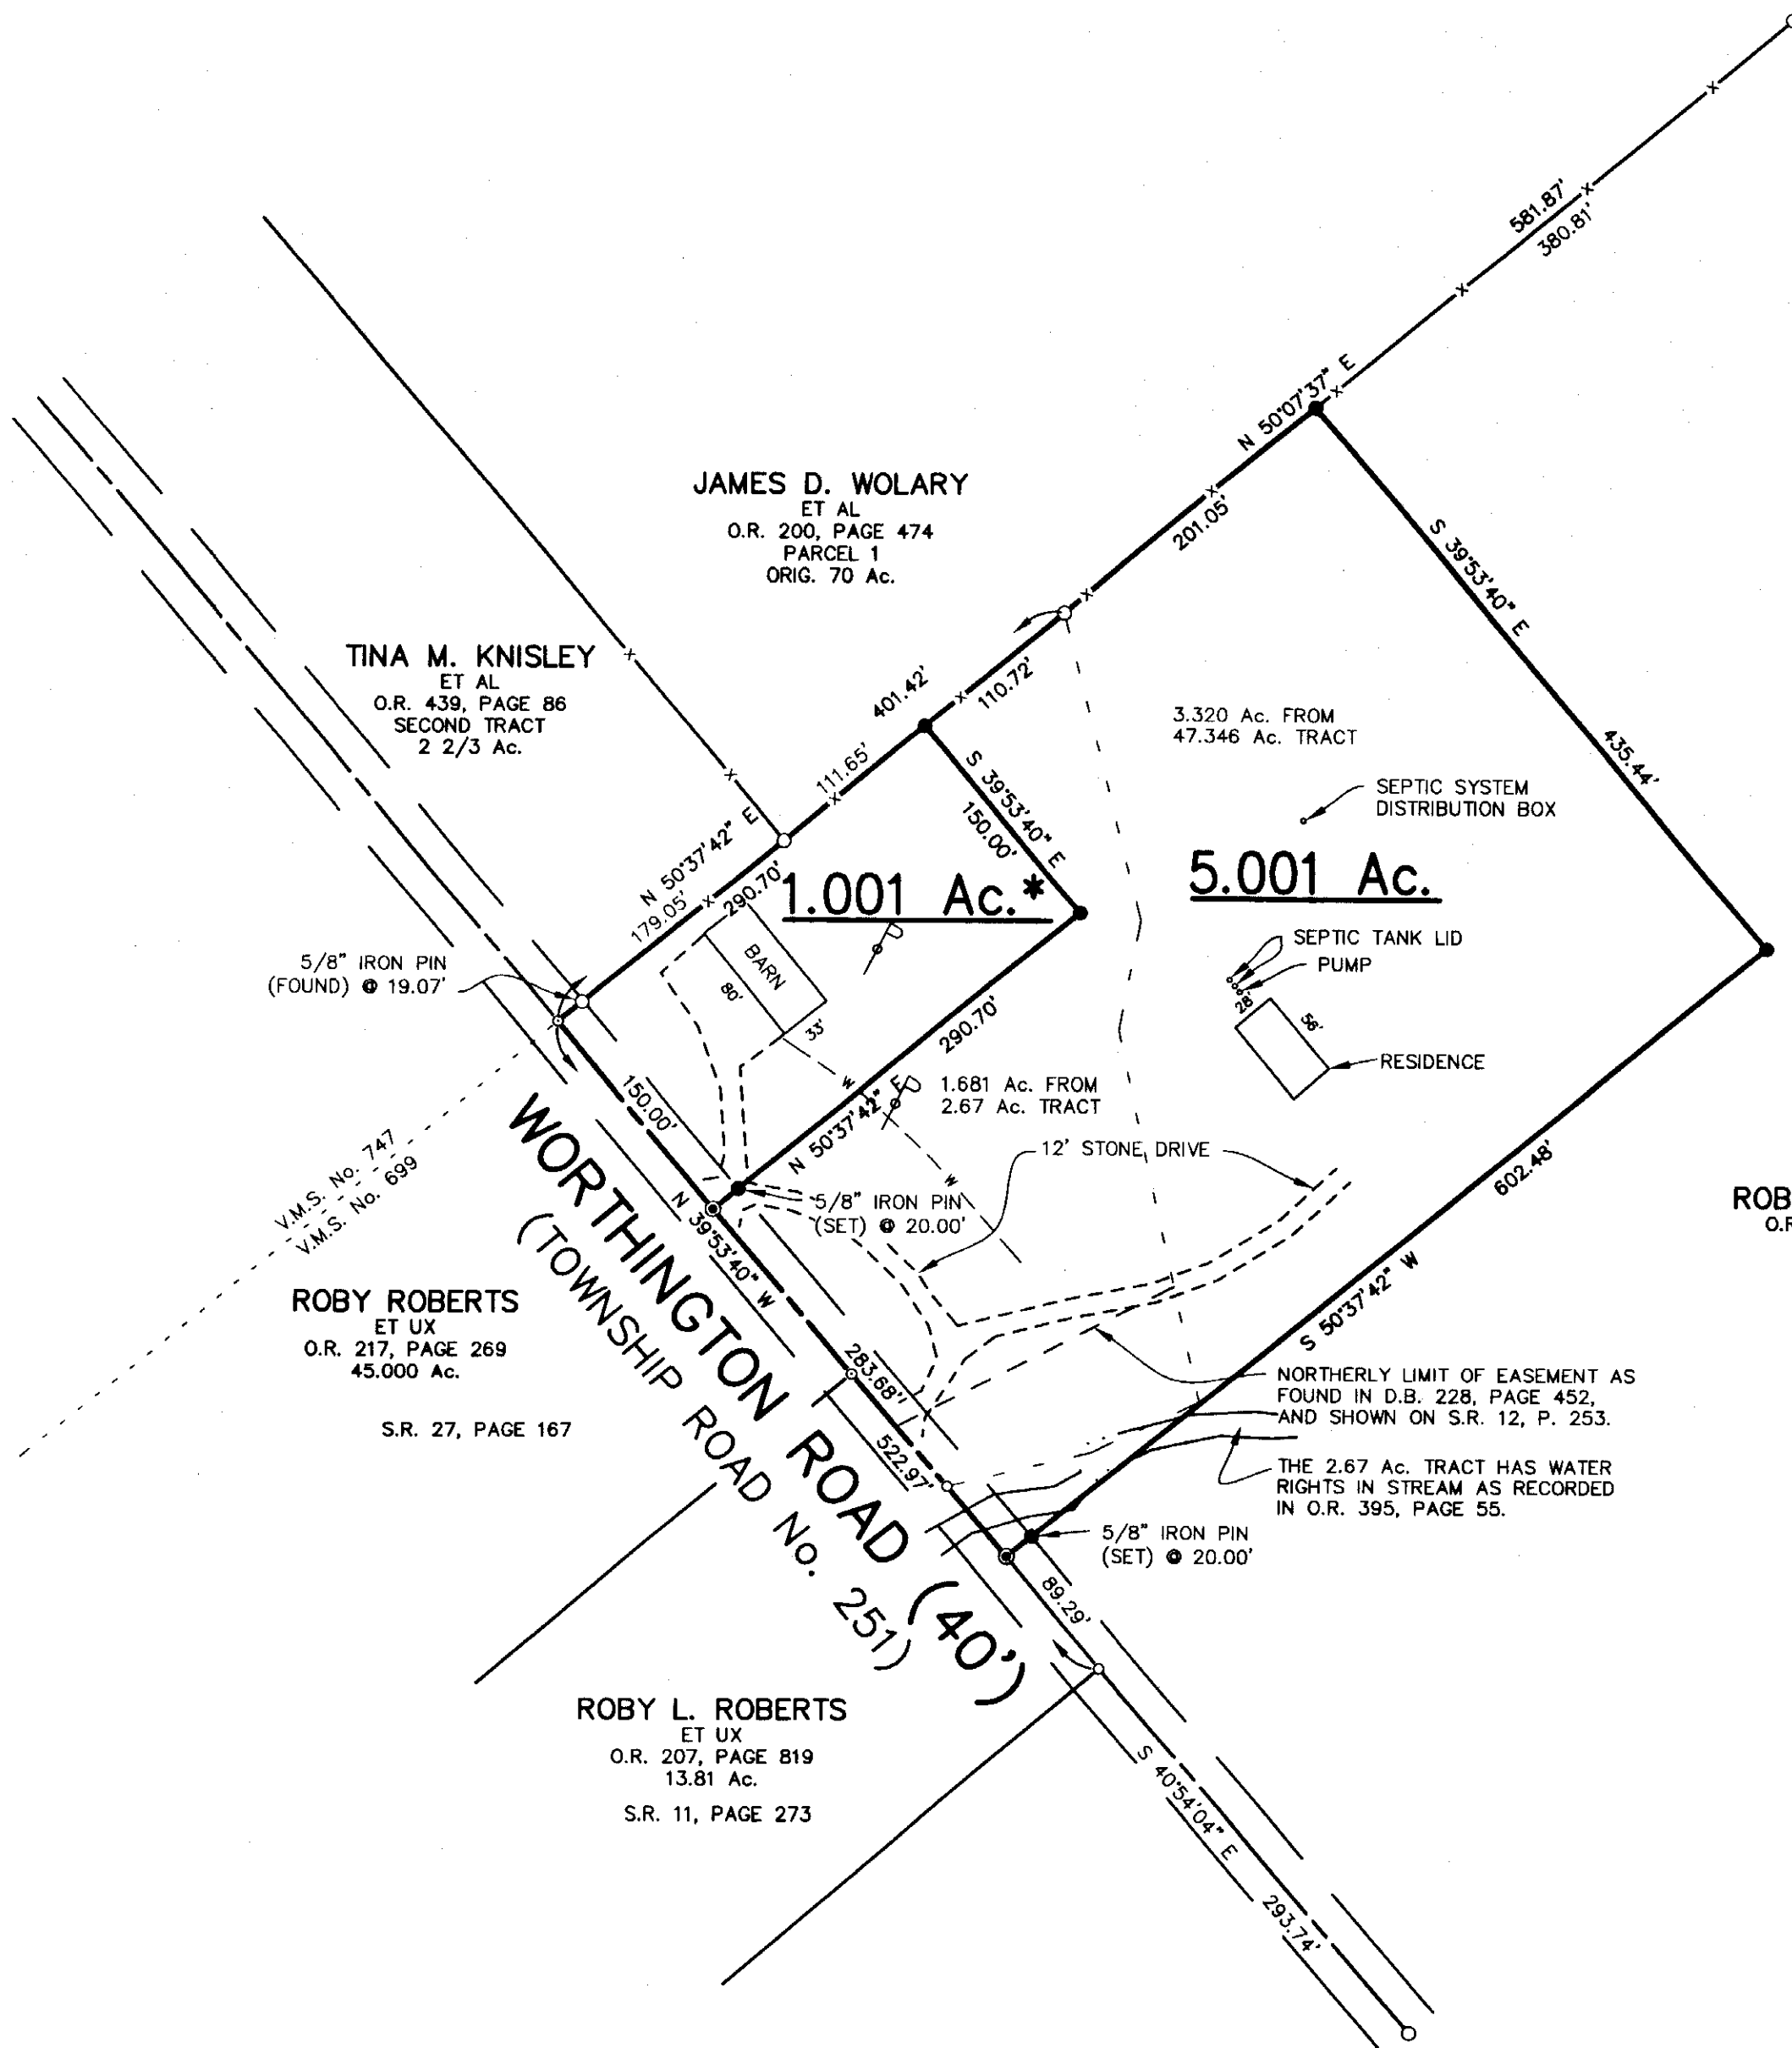 581.87'
380.81'
N 50°07'37" E
201.05'
JAMES D. WOLARY
ET AL
O.R. 200, PAGE 474
PARCEL 1
ORIG. 70 Ac.
S 39°53'40" E
435.44'
TINA M. KNISLEY
ET AL
O.R. 439, PAGE 86
SECOND TRACT
2 2/3 Ac.
401.42'
110.72'
3.320 Ac. FROM
47.346 Ac. TRACT
111.65'
S 39°53'40" E
150.00'
SEPTIC SYSTEM
DISTRIBUTION BOX
N 50°37'42" E
179.05'
290.70'
1.001 Ac.*
5.001 Ac.
5/8" IRON PIN
(FOUND) @ 19.07'
BARN
80'
33'
SEPTIC TANK LID
PUMP
28'
56'
RESIDENCE
290.70'
N 50°37'42" E
1.681 Ac. FROM
2.67 Ac. TRACT
W
W
150.00'
12' STONE DRIVE
5/8" IRON PIN
(SET) @ 20.00'
V.M.S. No. 747
V.M.S. No. 699
N 39°53'40" W
WORTHINGTON ROAD (40')
(TOWNSHIP ROAD No. 251)
602.48'
S 50°37'42" W
ROB
O.R
ROBY ROBERTS
ET UX
O.R. 217, PAGE 269
45.000 Ac.
S.R. 27, PAGE 167
283.68'
522.97'
NORTHERLY LIMIT OF EASEMENT AS
FOUND IN D.B. 228, PAGE 452,
AND SHOWN ON S.R. 12, P. 253.
THE 2.67 Ac. TRACT HAS WATER
RIGHTS IN STREAM AS RECORDED
IN O.R. 395, PAGE 55.
5/8" IRON PIN
(SET) @ 20.00'
89.29'
ROBY L. ROBERTS
ET UX
O.R. 207, PAGE 819
13.81 Ac.
S.R. 11, PAGE 273
S 40°54'04" E
293.74'